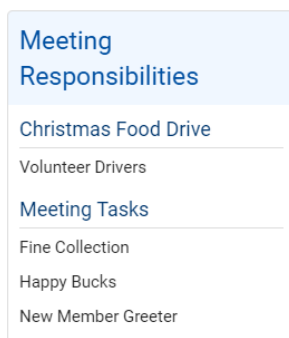 Meeting
Responsibilities
Christmas Food Drive
Volunteer Drivers
Meeting Tasks
Fine Collection
Happy Bucks
New Member Greeter